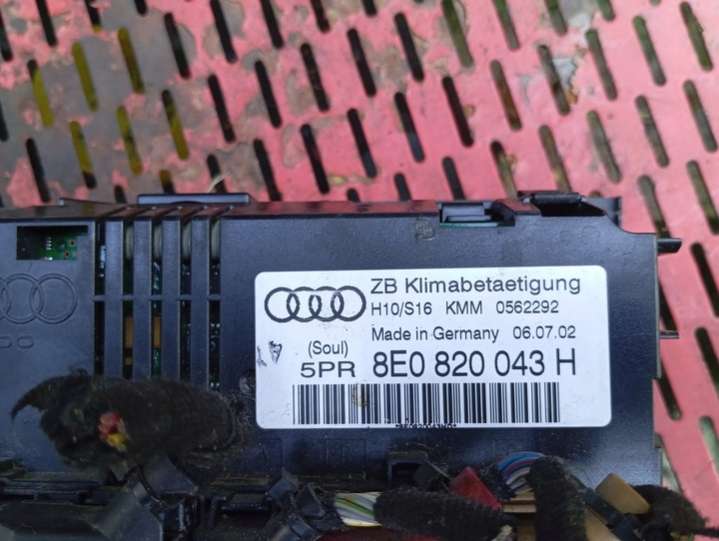 ZB Klimabetaetigung
H10/S16 KMM 0562292
Made in Germany 06.07.02
(Soul)
5PR 8E0 820 043 H